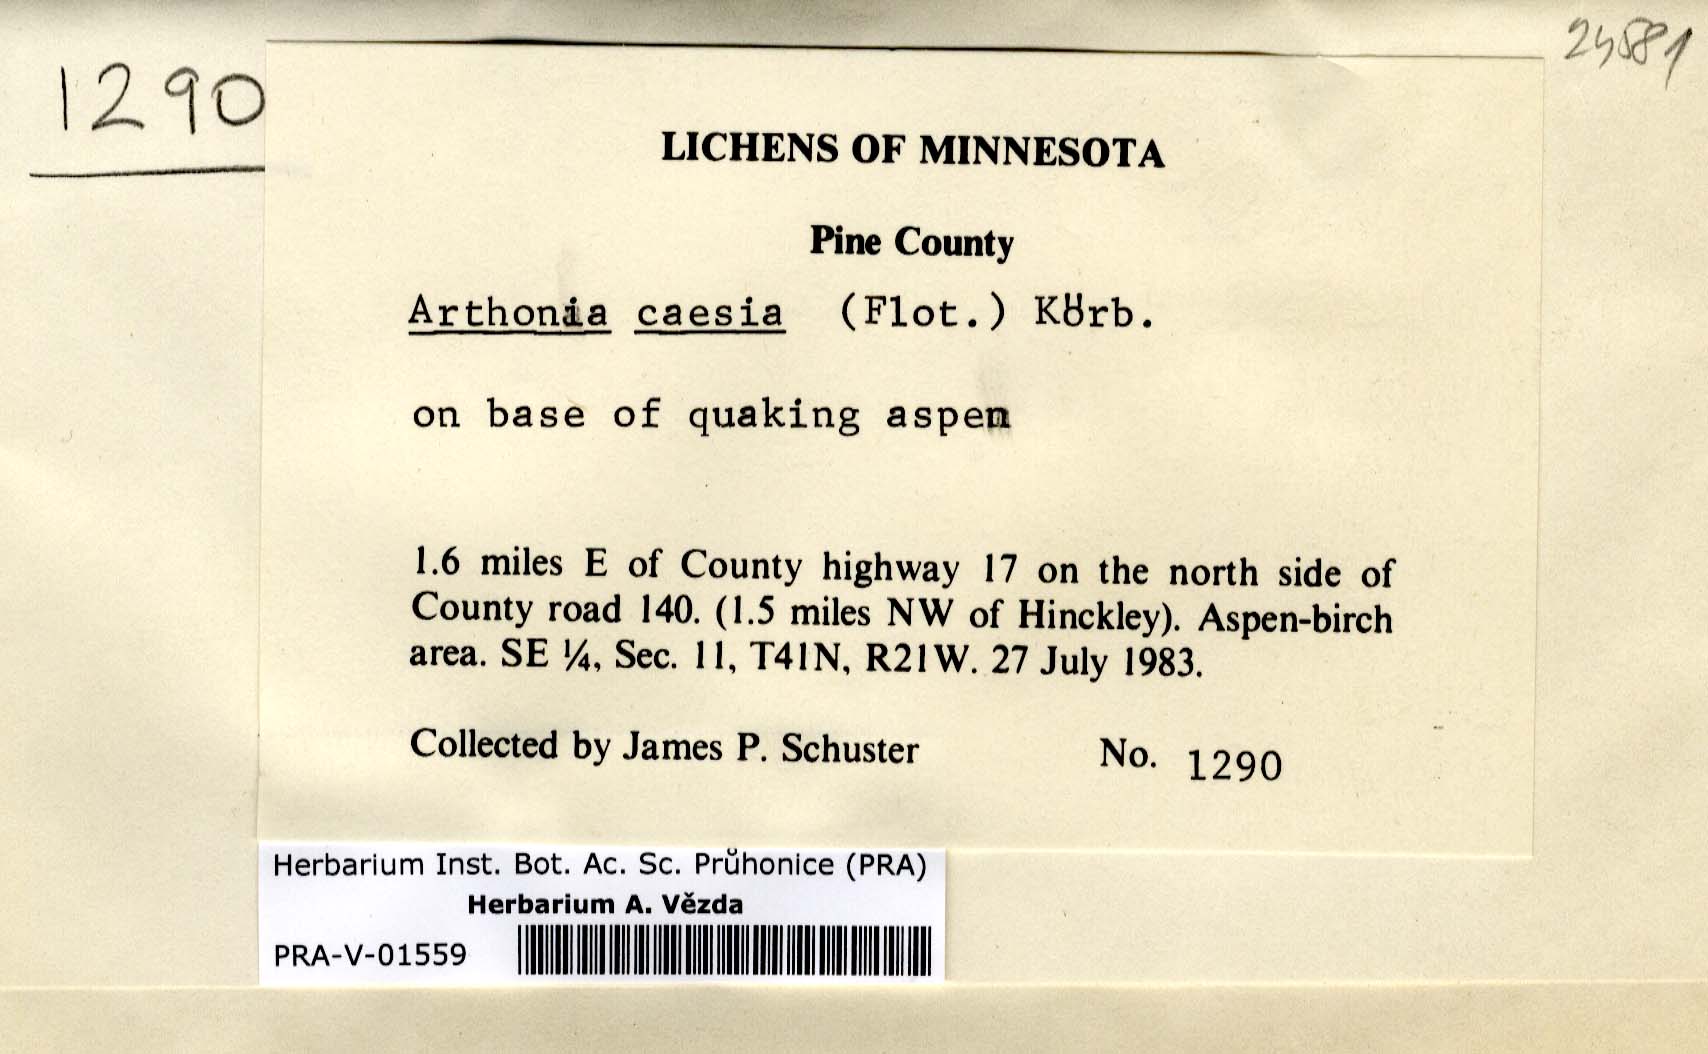 1290
24581
LICHENS OF MINNESOTA
Pine County
Arthonia caesia (Flot.) Körb.
on base of quaking aspen
1.6 miles E of County highway 17 on the north side of
County road 140. (1.5 miles NW of Hinckley). Aspen-birch
area. SE ¼, Sec. 11, T41N, R21W. 27 July 1983.
Collected by James P. Schuster No. 1290
Herbarium Inst. Bot. Ac. Sc. Průhonice (PRA)
Herbarium A. Vězda
PRA-V-01559